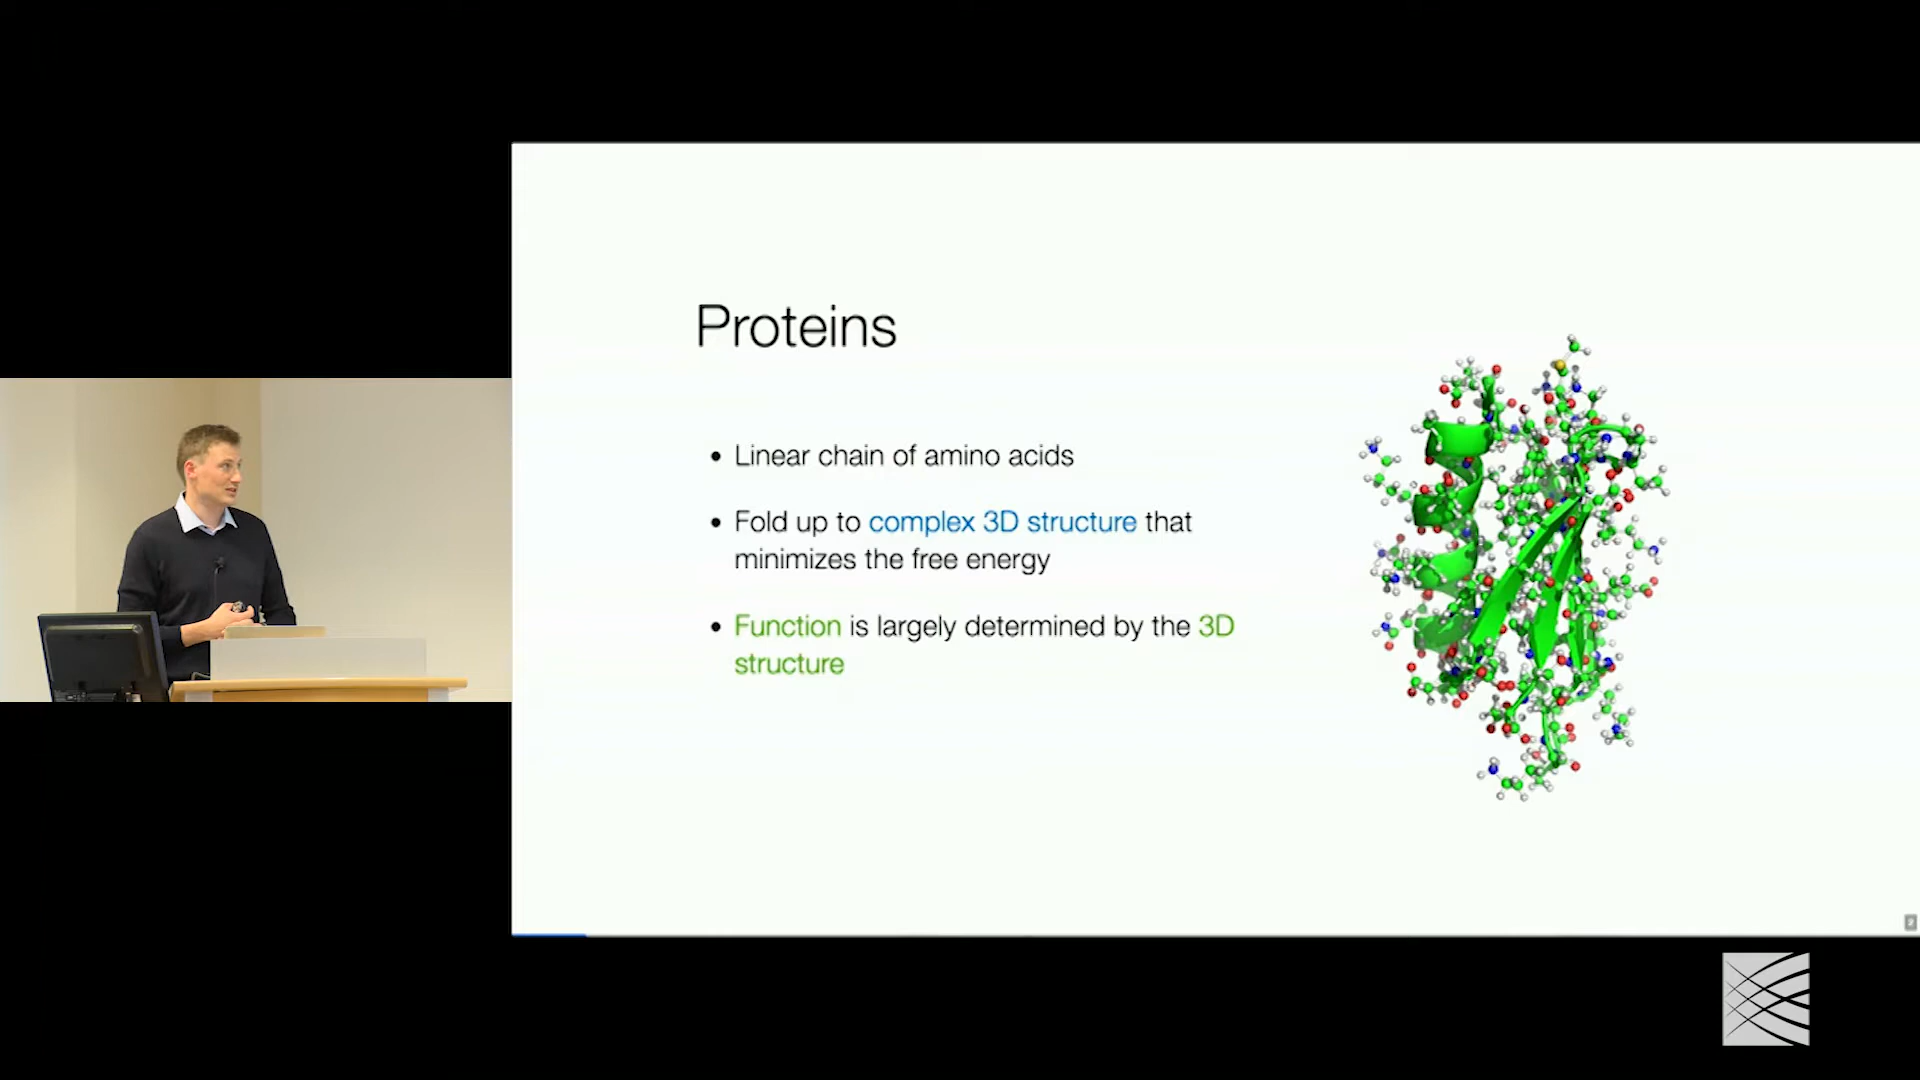 Proteins
• Linear chain of amino acids
• Fold up to complex 3D structure that
minimizes the free energy
• Function is largely determined by the 3D
structure
2